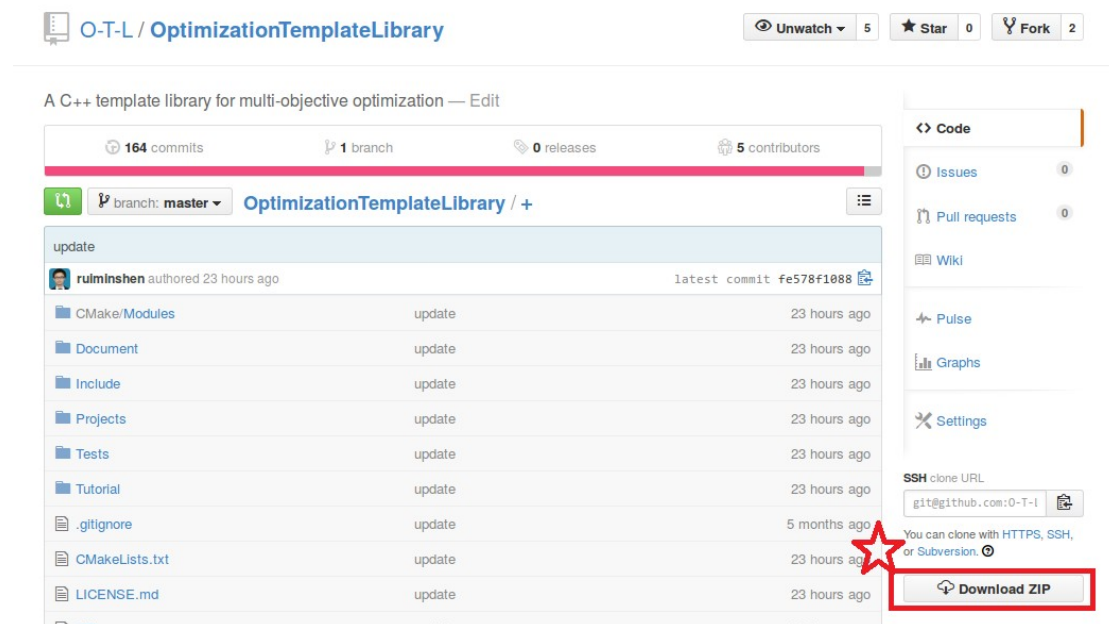 O-T-L / OptimizationTemplateLibrary
Unwatch 5
Star 0
Fork 2
A C++ template library for multi-objective optimization — Edit
164 commits
1 branch
0 releases
5 contributors
branch: master
OptimizationTemplateLibrary / +
update
ruiminshen authored 23 hours ago
latest commit fe578f1088
CMake/Modules update 23 hours ago
Document update 23 hours ago
Include update 23 hours ago
Projects update 23 hours ago
Tests update 23 hours ago
Tutorial update 23 hours ago
.gitignore update 5 months ago
CMakeLists.txt update 23 hours ago
LICENSE.md update 23 hours ago
Code
Issues 0
Pull requests 0
Wiki
Pulse
Graphs
Settings
SSH clone URL
git@github.com:O-T-L
You can clone with HTTPS, SSH,
or Subversion.
Download ZIP